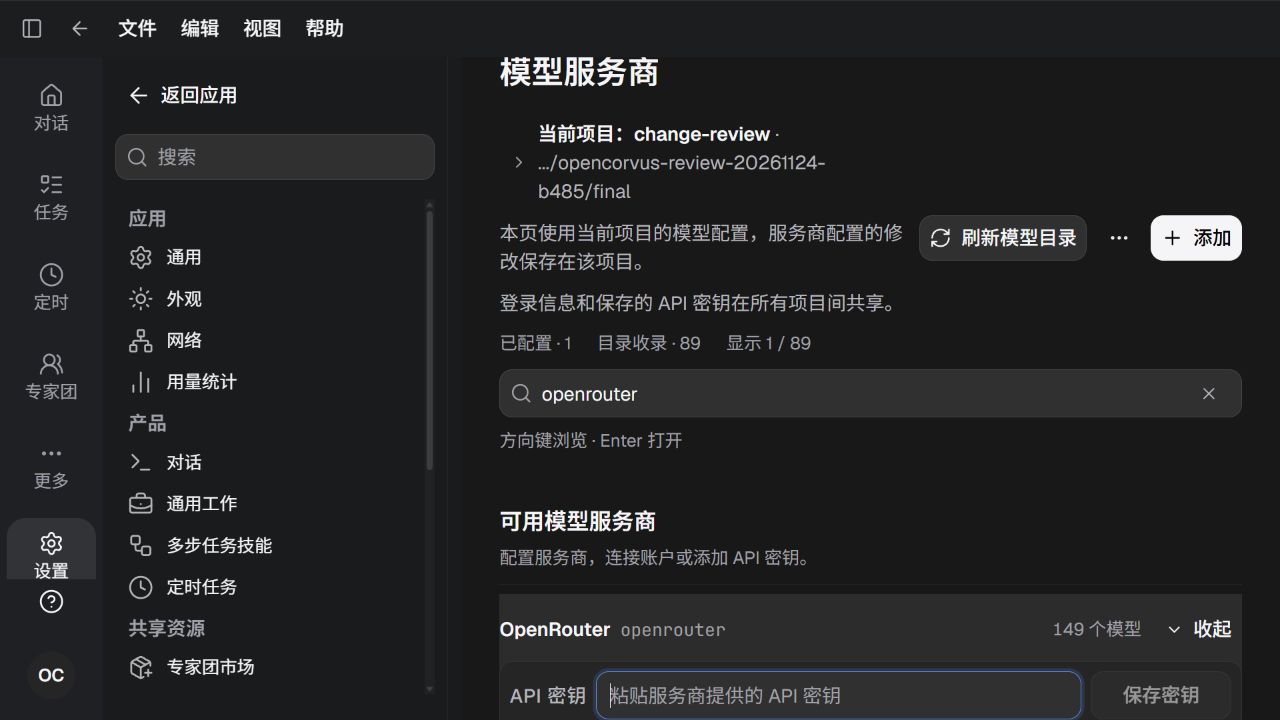 文件 编辑 视图 帮助
对话
任务
定时
专家团
更多
设置
OC
返回应用
搜索
应用
通用
外观
网络
用量统计
产品
对话
通用工作
多步任务技能
定时任务
共享资源
专家团市场
模型服务商
当前项目：change-review ·
.../opencorvus-review-20261124-
b485/final
本页使用当前项目的模型配置，服务商配置的修
改保存在该项目。
刷新模型目录
添加
登录信息和保存的 API 密钥在所有项目间共享。
已配置 · 1 目录收录 · 89 显示 1 / 89
openrouter
方向键浏览 · Enter 打开
可用模型服务商
配置服务商，连接账户或添加 API 密钥。
OpenRouter openrouter 149 个模型 收起
API 密钥 粘贴服务商提供的 API 密钥 保存密钥